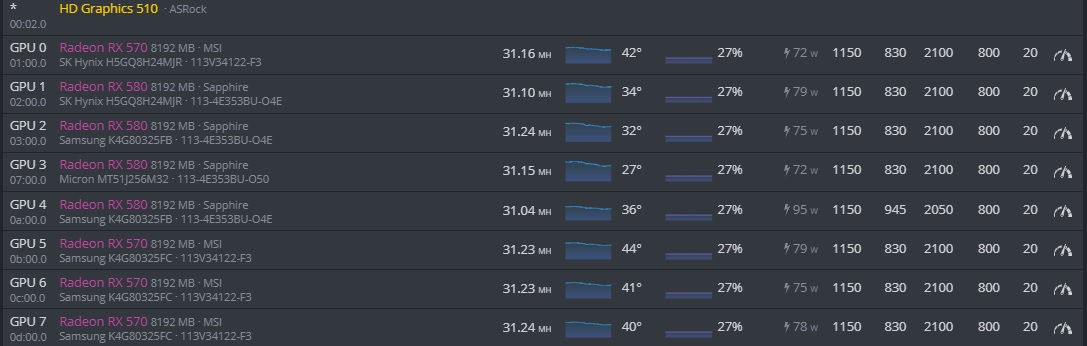 * HD Graphics 510 · ASRock
00:02.0
GPU 0 Radeon RX 570 8192 MB · MSI 31.16 MH 42° 27% 72 W 1150 830 2100 800 20
01:00.0 SK Hynix H5GQ8H24MJR · 113V34122-F3
GPU 1 Radeon RX 580 8192 MB · Sapphire 31.10 MH 34° 27% 79 W 1150 830 2100 800 20
02:00.0 SK Hynix H5GQ8H24MJR · 113-4E353BU-O4E
GPU 2 Radeon RX 580 8192 MB · Sapphire 31.24 MH 32° 27% 75 W 1150 830 2100 800 20
03:00.0 Samsung K4G80325FB · 113-4E353BU-O4E
GPU 3 Radeon RX 580 8192 MB · Sapphire 31.15 MH 27° 27% 72 W 1150 830 2100 800 20
07:00.0 Micron MT51J256M32 · 113-4E353BU-O50
GPU 4 Radeon RX 580 8192 MB · Sapphire 31.04 MH 36° 27% 95 W 1150 945 2050 800 20
0a:00.0 Samsung K4G80325FB · 113-4E353BU-O4E
GPU 5 Radeon RX 570 8192 MB · MSI 31.23 MH 44° 27% 79 W 1150 830 2100 800 20
0b:00.0 Samsung K4G80325FC · 113V34122-F3
GPU 6 Radeon RX 570 8192 MB · MSI 31.23 MH 41° 27% 75 W 1150 830 2100 800 20
0c:00.0 Samsung K4G80325FC · 113V34122-F3
GPU 7 Radeon RX 570 8192 MB · MSI 31.24 MH 40° 27% 78 W 1150 830 2100 800 20
0d:00.0 Samsung K4G80325FC · 113V34122-F3